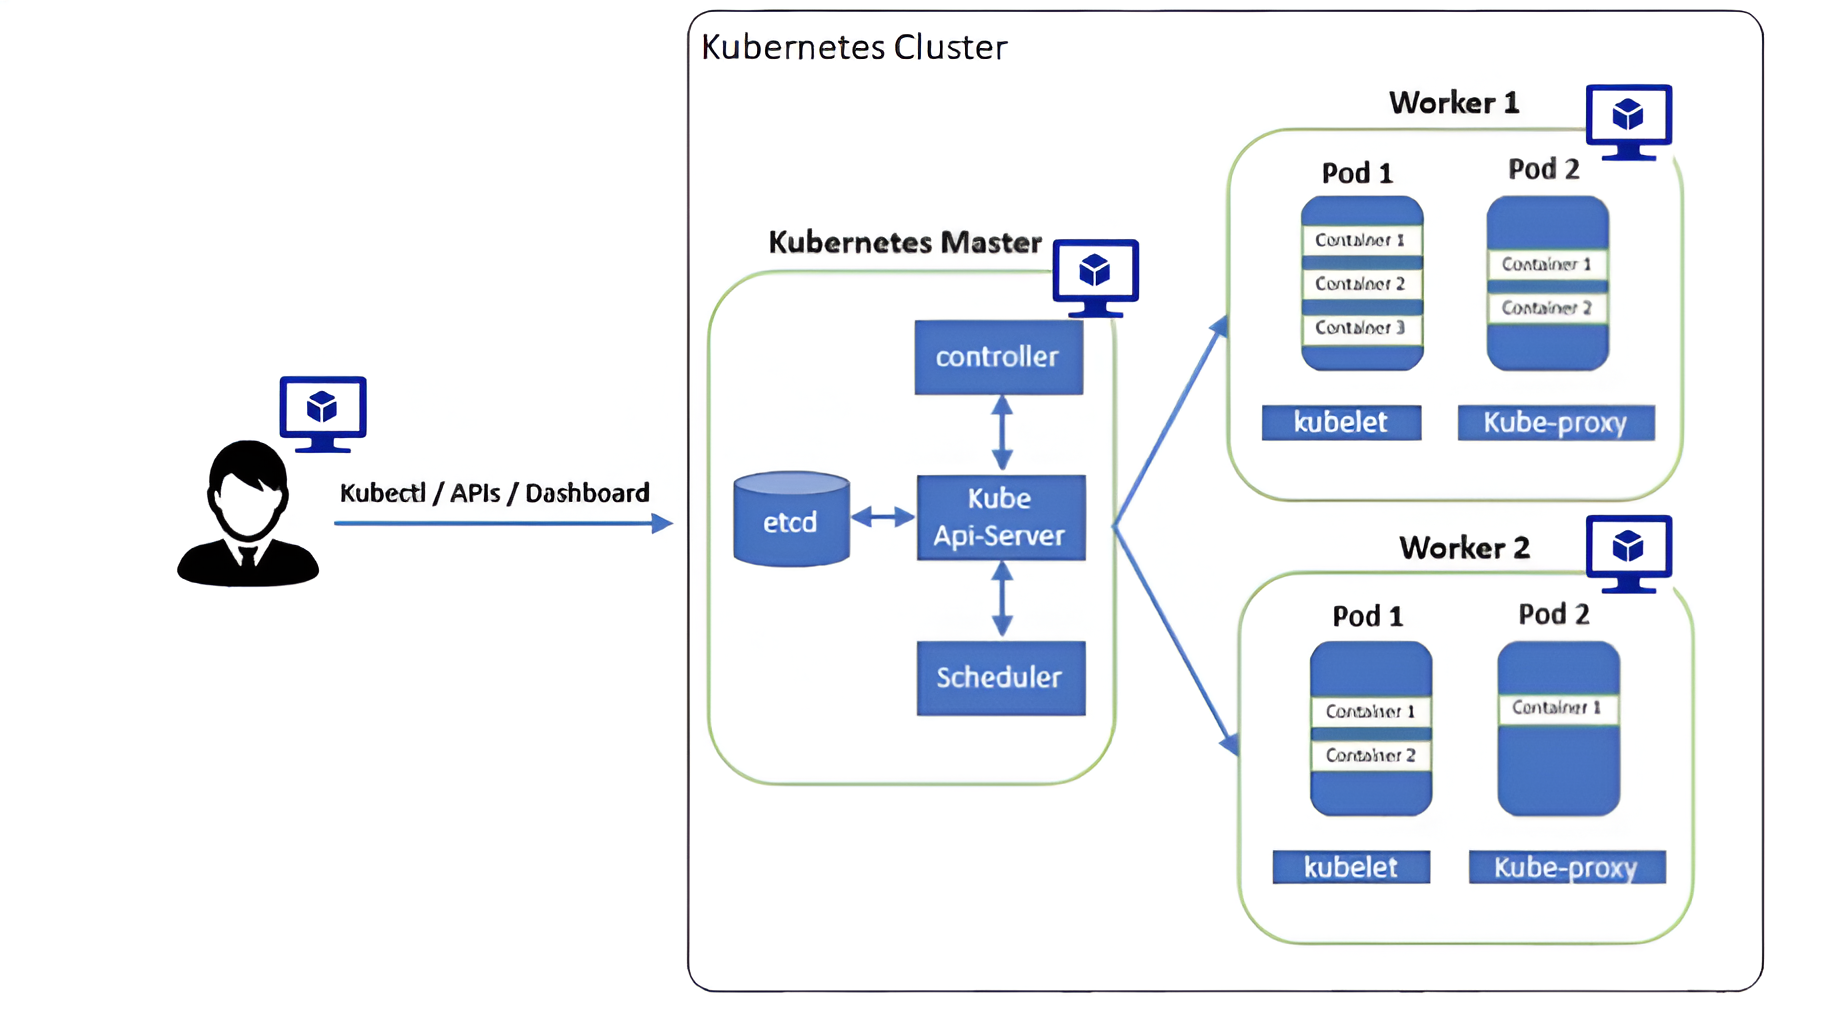 Kubernetes Cluster
Worker 1
Pod 1
Pod 2
Container 1
Container 2
Container 3
Container 1
Container 2
kubelet
Kube-proxy
Kubernetes Master
controller
etcd
Kube
Api-Server
Scheduler
Kubectl / APIs / Dashboard
Worker 2
Pod 1
Pod 2
Container 1
Container 2
Container 1
kubelet
Kube-proxy